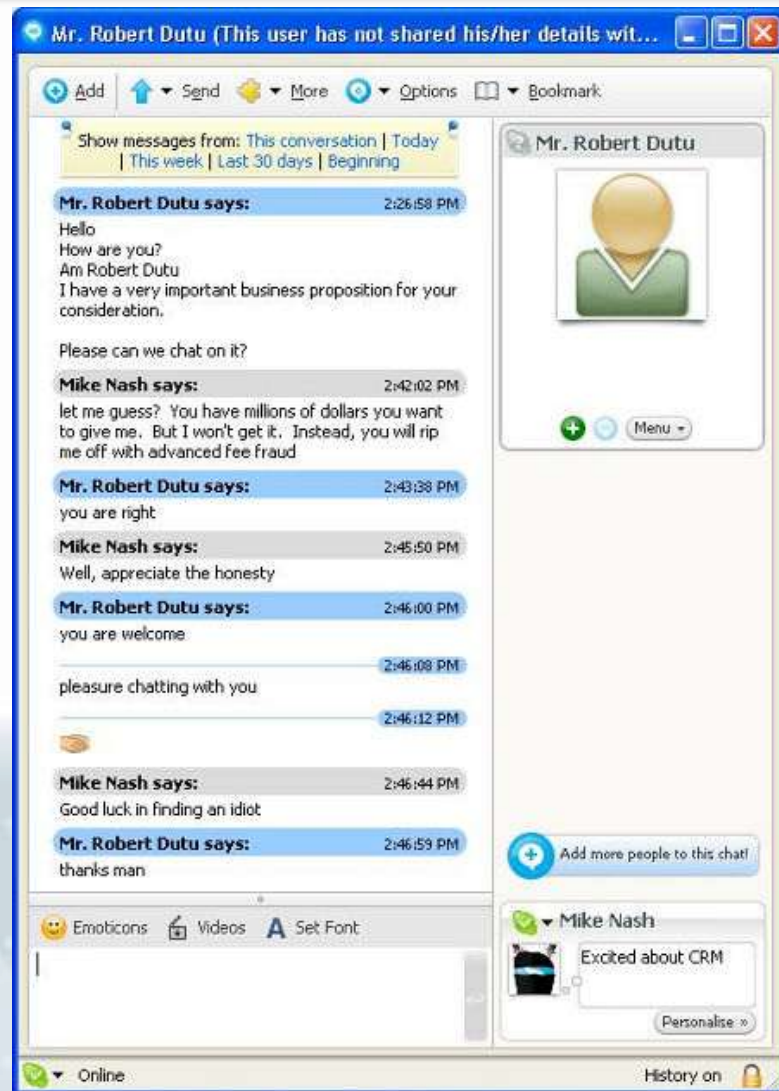 Mr. Robert Dutu (This user has not shared his/her details wit...
Add Send More Options Bookmark
Show messages from: This conversation | Today
| This week | Last 30 days | Beginning
Mr. Robert Dutu says: 2:26:58 PM
Hello
How are you?
Am Robert Dutu
I have a very important business proposition for your
consideration.
Please can we chat on it?
Mike Nash says: 2:42:02 PM
let me guess? You have millions of dollars you want
to give me. But I won't get it. Instead, you will rip
me off with advanced fee fraud
Mr. Robert Dutu says: 2:43:38 PM
you are right
Mike Nash says: 2:45:50 PM
Well, appreciate the honesty
Mr. Robert Dutu says: 2:46:00 PM
you are welcome
2:46:08 PM
pleasure chatting with you
2:46:12 PM
Mike Nash says: 2:46:44 PM
Good luck in finding an idiot
Mr. Robert Dutu says: 2:46:59 PM
thanks man
Emoticons Videos A Set Font
Mr. Robert Dutu
Menu
Add more people to this chat!
Mike Nash
Excited about CRM
Personalise »
Online
History on